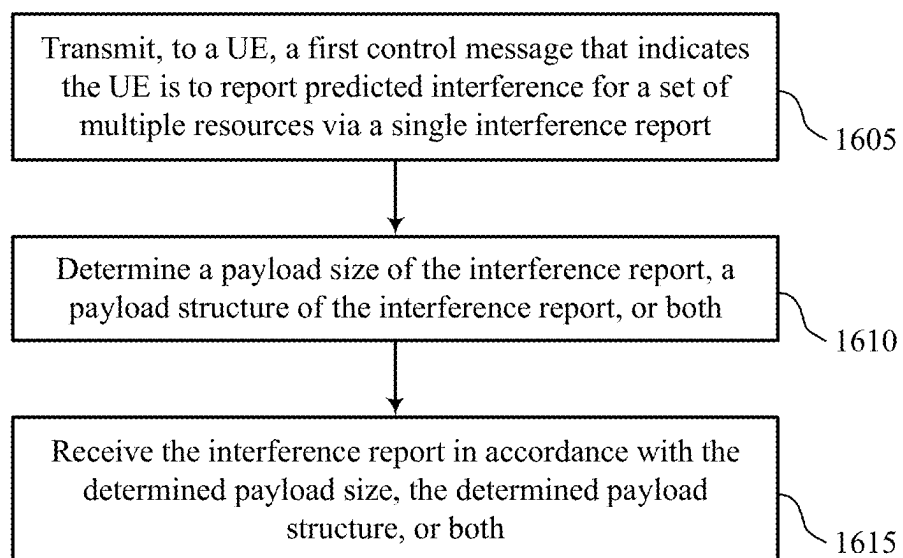 Transmit, to a UE, a first control message that indicates
the UE is to report predicted interference for a set of
multiple resources via a single interference report
1605
Determine a payload size of the interference report, a
payload structure of the interference report, or both
1610
Receive the interference report in accordance with the
determined payload size, the determined payload
structure, or both
1615